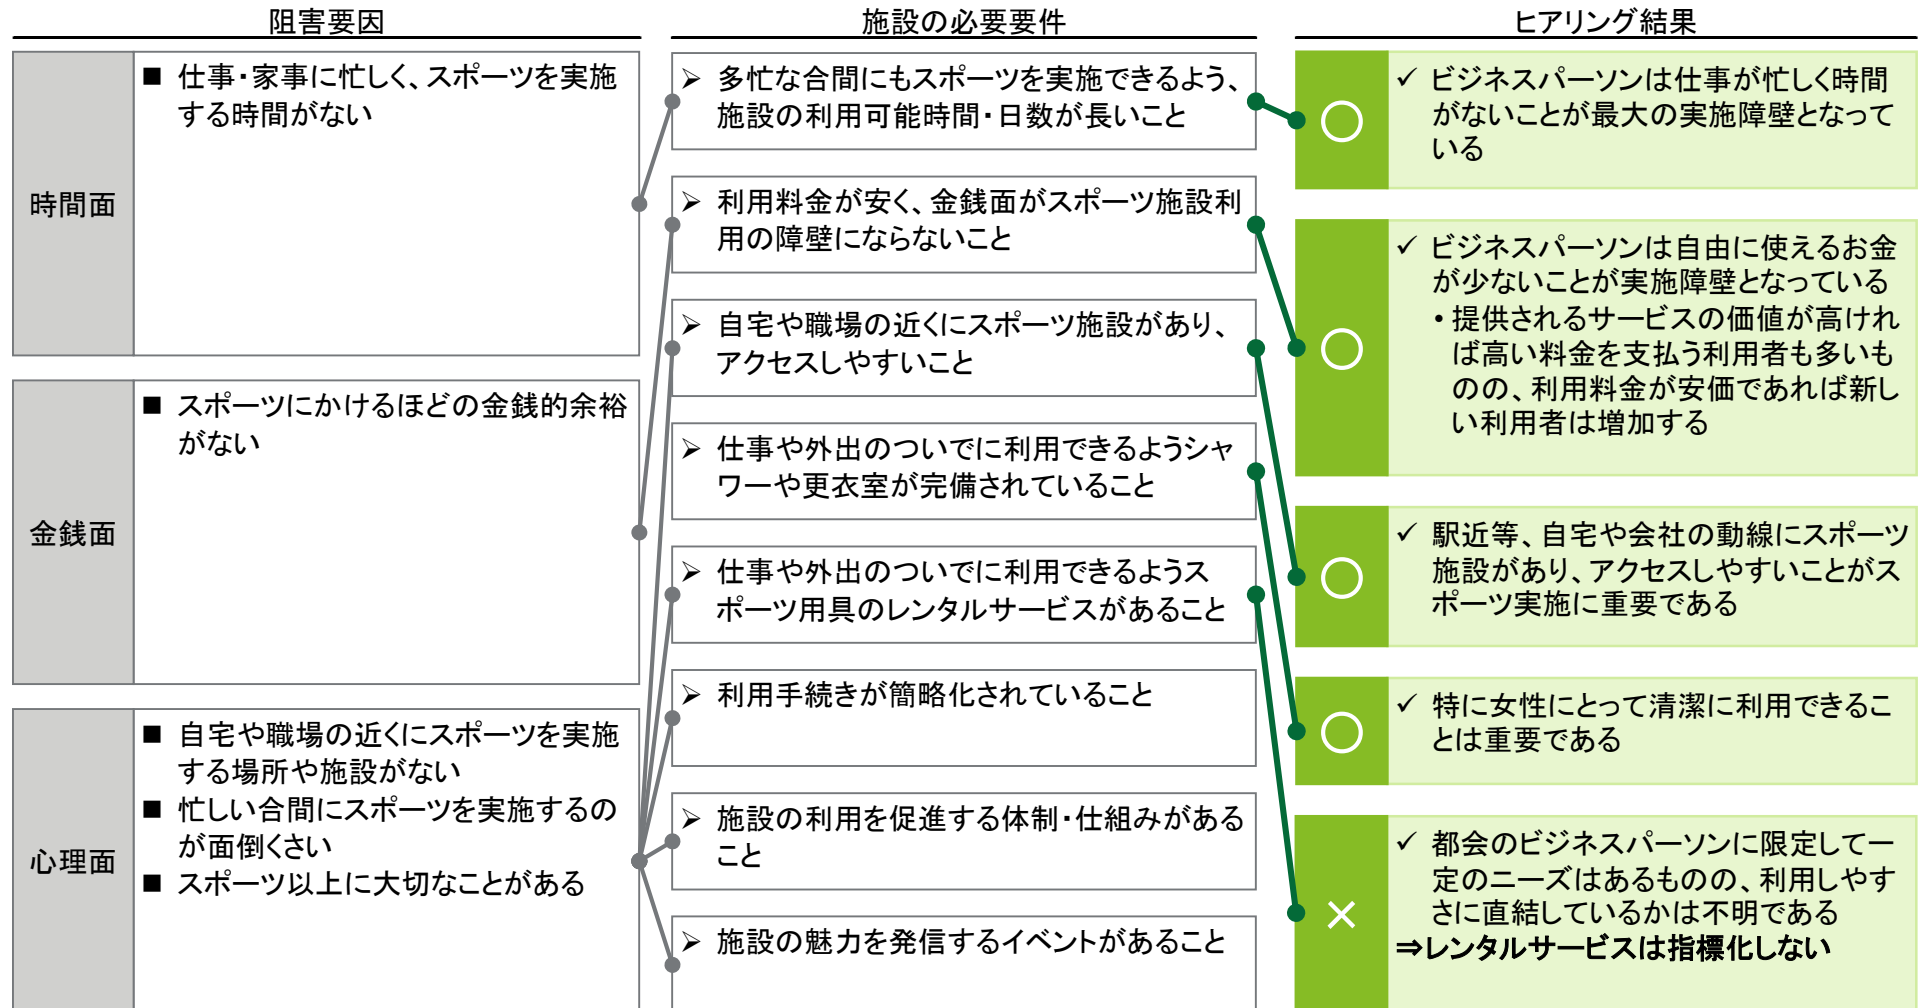 阻害要因
施設の必要要件
ヒアリング結果
時間面
■ 仕事・家事に忙しく、スポーツを実施
する時間がない
金銭面
■ スポーツにかけるほどの金銭的余裕
がない
心理面
■ 自宅や職場の近くにスポーツを実施
する場所や施設がない
■ 忙しい合間にスポーツを実施するの
が面倒くさい
■ スポーツ以上に大切なことがある
➢ 多忙な合間にもスポーツを実施できるよう、
施設の利用可能時間・日数が長いこと
➢ 利用料金が安く、金銭面がスポーツ施設利
用の障壁にならないこと
➢ 自宅や職場の近くにスポーツ施設があり、
アクセスしやすいこと
➢ 仕事や外出のついでに利用できるようシャ
ワーや更衣室が完備されていること
➢ 仕事や外出のついでに利用できるようス
ポーツ用具のレンタルサービスがあること
➢ 利用手続きが簡略化されていること
➢ 施設の利用を促進する体制・仕組みがある
こと
➢ 施設の魅力を発信するイベントがあること
○
✓ ビジネスパーソンは仕事が忙しく時間
がないことが最大の実施障壁となって
いる
○
✓ ビジネスパーソンは自由に使えるお金
が少ないことが実施障壁となっている
• 提供されるサービスの価値が高けれ
ば高い料金を支払う利用者も多いも
のの、利用料金が安価であれば新し
い利用者は増加する
○
✓ 駅近等、自宅や会社の動線にスポーツ
施設があり、アクセスしやすいことがス
ポーツ実施に重要である
○
✓ 特に女性にとって清潔に利用できるこ
とは重要である
×
✓ 都会のビジネスパーソンに限定して一
定のニーズはあるものの、利用しやす
さに直結しているかは不明である
⇒レンタルサービスは指標化しない